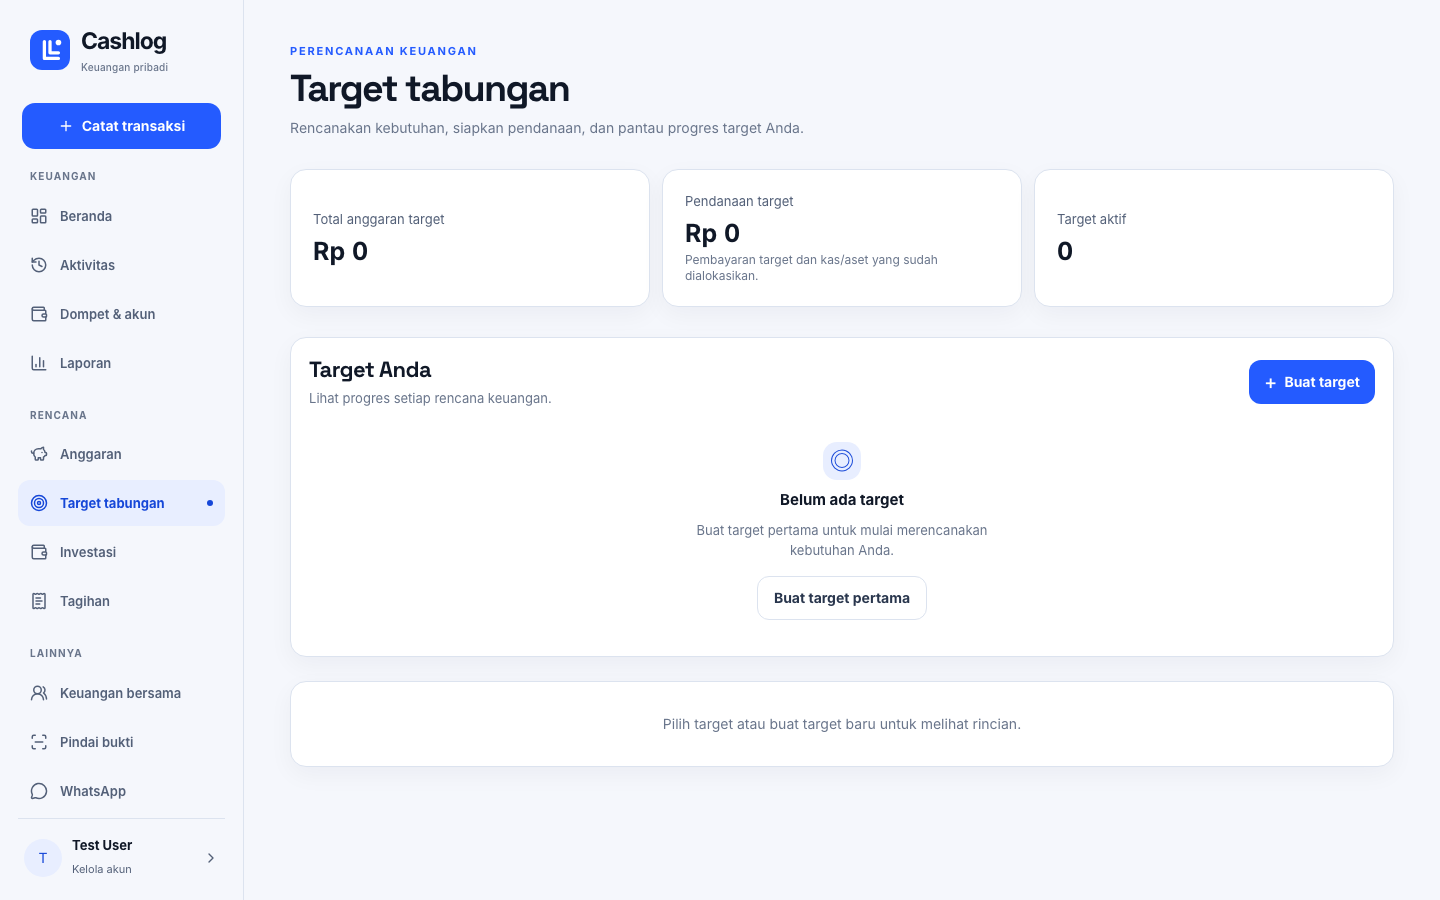 Cashlog
Keuangan pribadi
Catat transaksi
KEUANGAN
Beranda
Aktivitas
Dompet & akun
Laporan
RENCANA
Anggaran
Target tabungan
Investasi
Tagihan
LAINNYA
Keuangan bersama
Pindai bukti
WhatsApp
T
Test User
Kelola akun
PERENCANAAN KEUANGAN
Target tabungan
Rencanakan kebutuhan, siapkan pendanaan, dan pantau progres target Anda.
Total anggaran target
Rp 0
Pendanaan target
Rp 0
Pembayaran target dan kas/aset yang sudah
dialokasikan.
Target aktif
0
Target Anda
Lihat progres setiap rencana keuangan.
+ Buat target
Belum ada target
Buat target pertama untuk mulai merencanakan
kebutuhan Anda.
Buat target pertama
Pilih target atau buat target baru untuk melihat rincian.